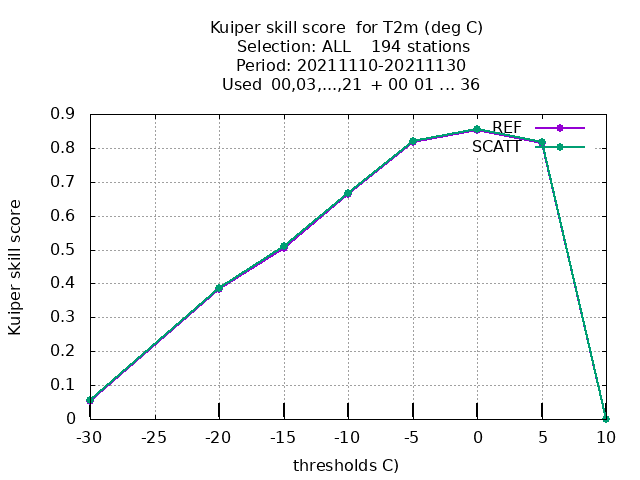 Kuiper skill score for T2m (deg C)
Selection: ALL 194 stations
Period: 20211110-20211130
Used 00,03,...,21 + 00 01 ... 36
REF
SCATT
0.9
0.8
0.7
0.6
0.5
0.4
0.3
0.2
0.1
0
Kuiper skill score
-30 -25 -20 -15 -10 -5 0 5 10
thresholds C)